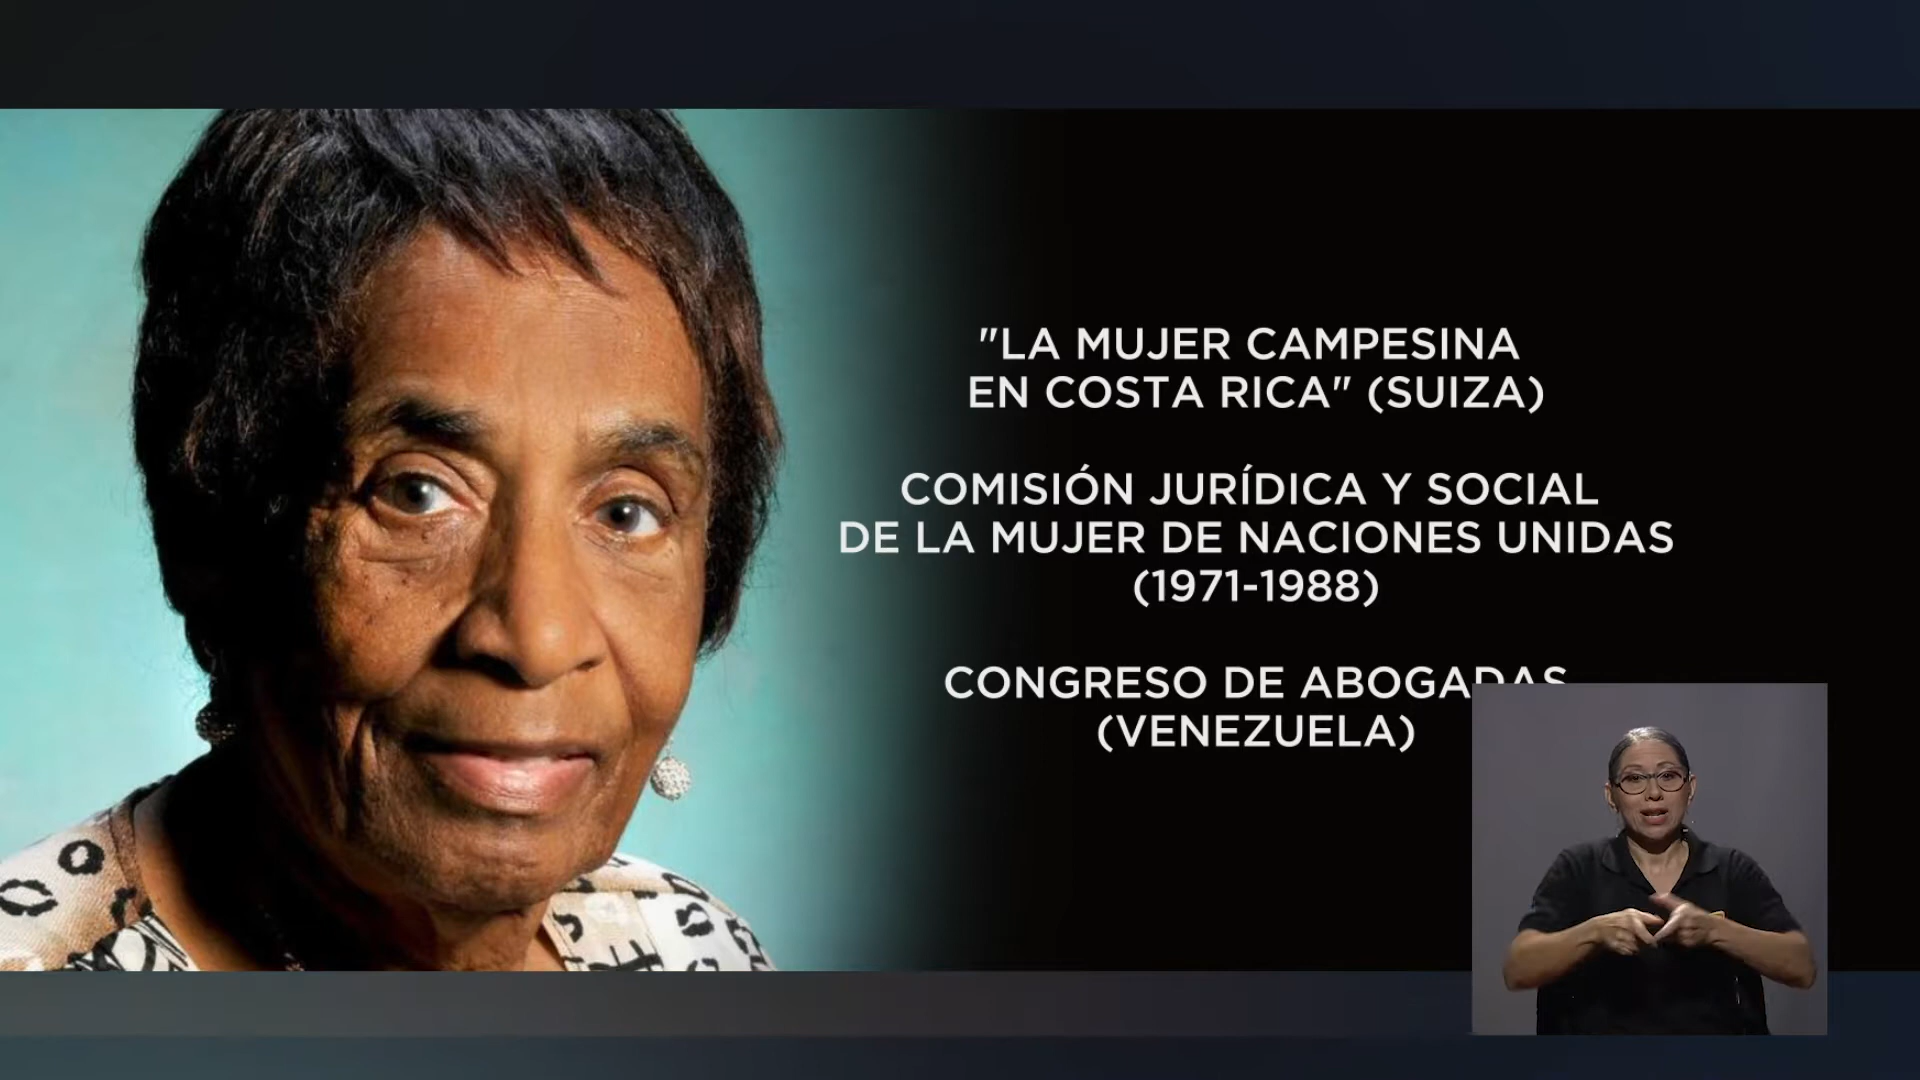 "LA MUJER CAMPESINA
EN COSTA RICA" (SUIZA)
COMISIÓN JURÍDICA Y SOCIAL
DE LA MUJER DE NACIONES UNIDAS
(1971-1988)
CONGRESO DE ABOGADAS
(VENEZUELA)